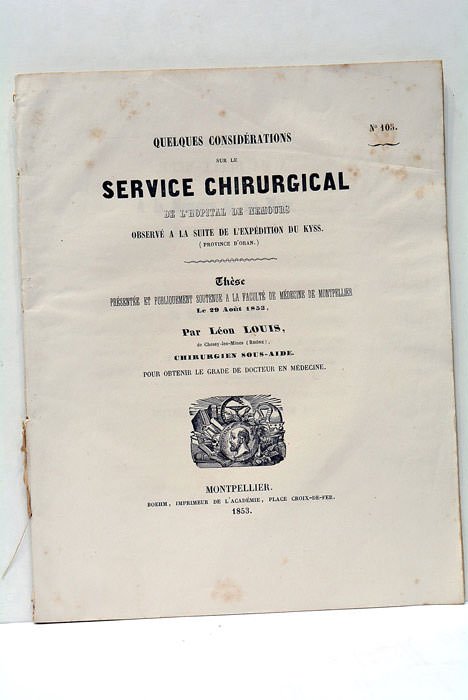 N° 105.
QUELQUES CONSIDÉRATIONS
SUR LE
SERVICE CHIRURGICAL
DE L'HOPITAL DE NEMOURS
OBSERVÉ A LA SUITE DE L'EXPÉDITION DU KYSS.
(PROVINCE D'ORAN.)
Thèse
PRÉSENTÉE ET PUBLIQUEMENT SOUTENUE A LA FACULTÉ DE MÉDECINE DE MONTPELLIER
Le 29 Août 1853,
Par Léon LOUIS,
de Chessy-les-Mines (RHÔNE),
CHIRURGIEN SOUS-AIDE.
POUR OBTENIR LE GRADE DE DOCTEUR EN MÉDECINE.
MONTPELLIER.
BOEHM, IMPRIMEUR DE L'ACADÉMIE, PLACE CROIX-DE-FER.
1853.